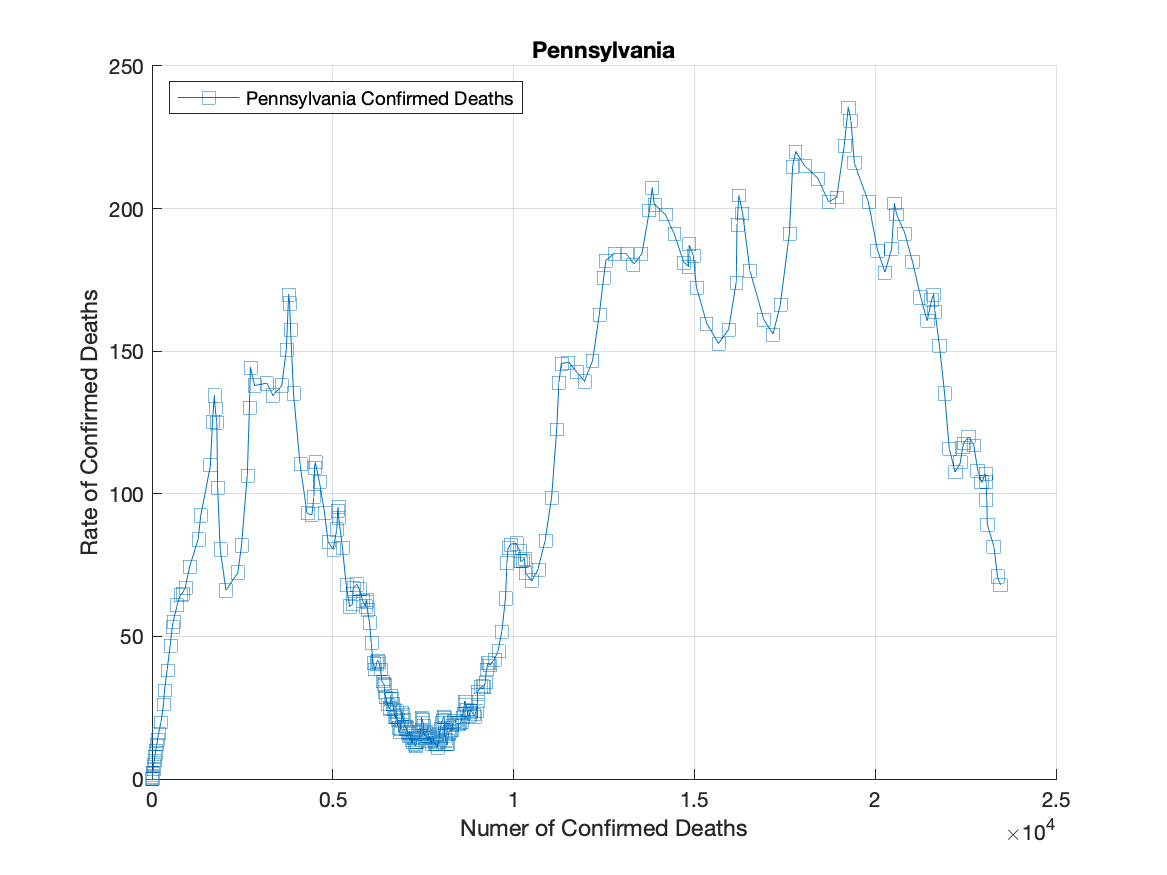 Pennsylvania
Pennsylvania Confirmed Deaths
250
200
150
100
50
0
Rate of Confirmed Deaths
0 0.5 1 1.5 2 2.5
×10^4
Numer of Confirmed Deaths